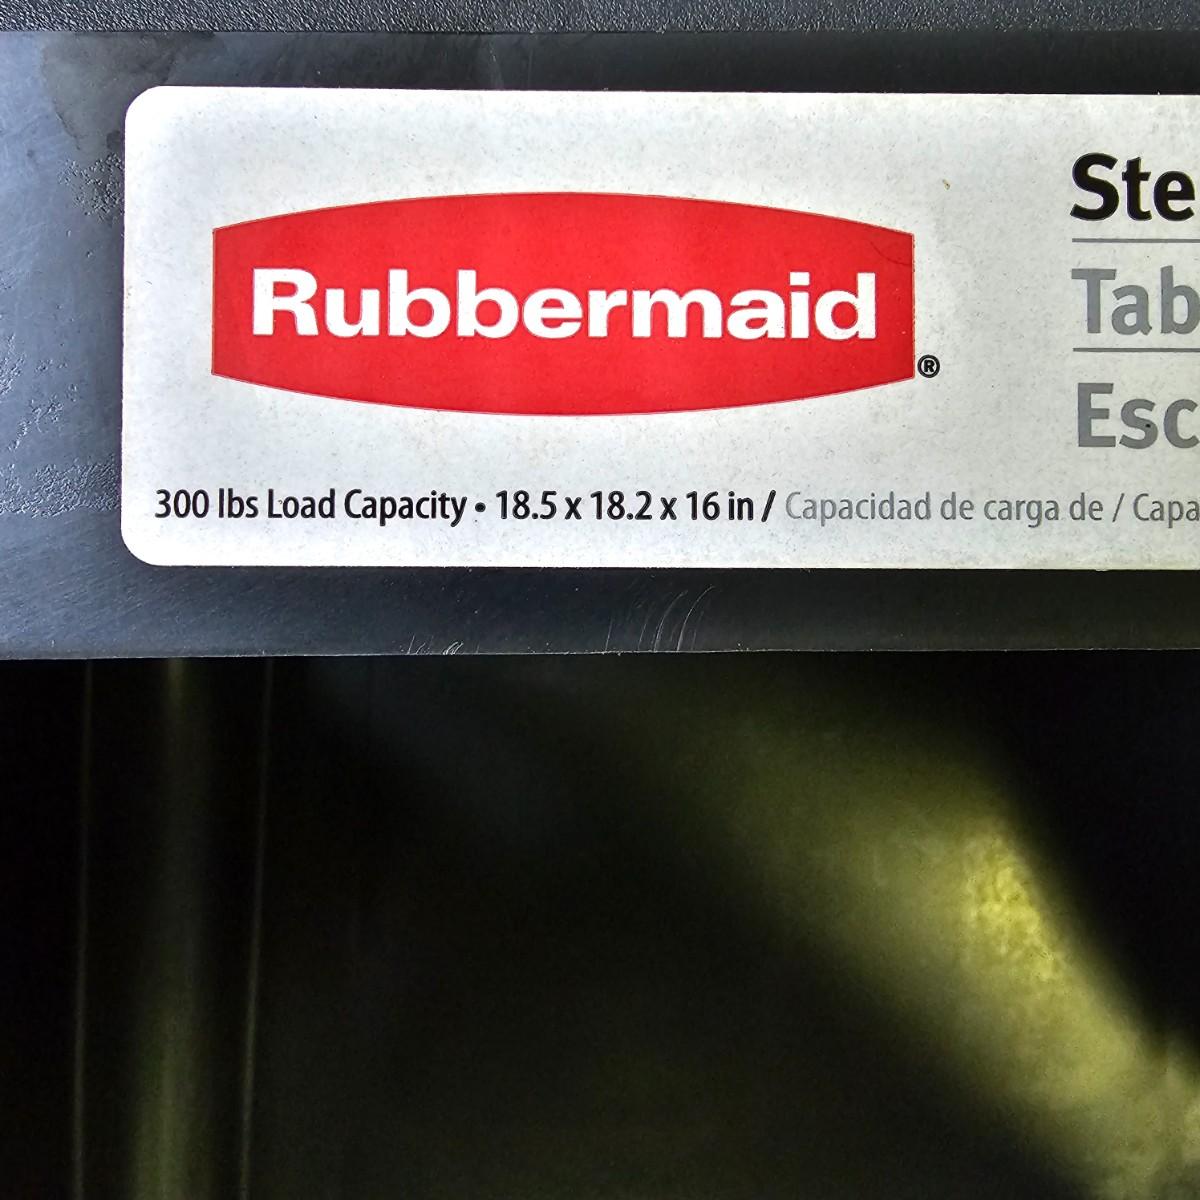 Rubbermaid®
Ste
Tab
Esc
300 lbs Load Capacity • 18.5 x 18.2 x 16 in / Capacidad de carga de / Capa